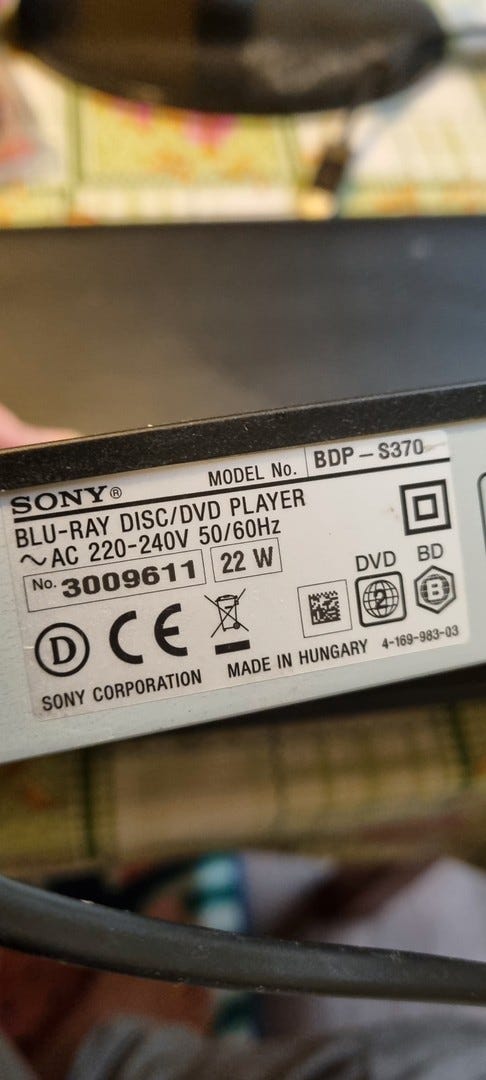 SONY® MODEL No. BDP-S370
BLU-RAY DISC/DVD PLAYER
~AC 220-240V 50/60Hz
No. 3009611 22 W
DVD BD
D CE 2 B
SONY CORPORATION MADE IN HUNGARY 4-169-983-03